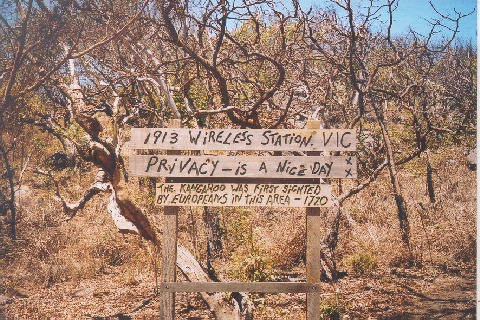 1913 WIRELESS STATION. VIC
PRIVACY – IS A NICE DAY X
THE KANGAROO WAS FIRST SIGHTED
BY EUROPEANS IN THIS AREA – 1770